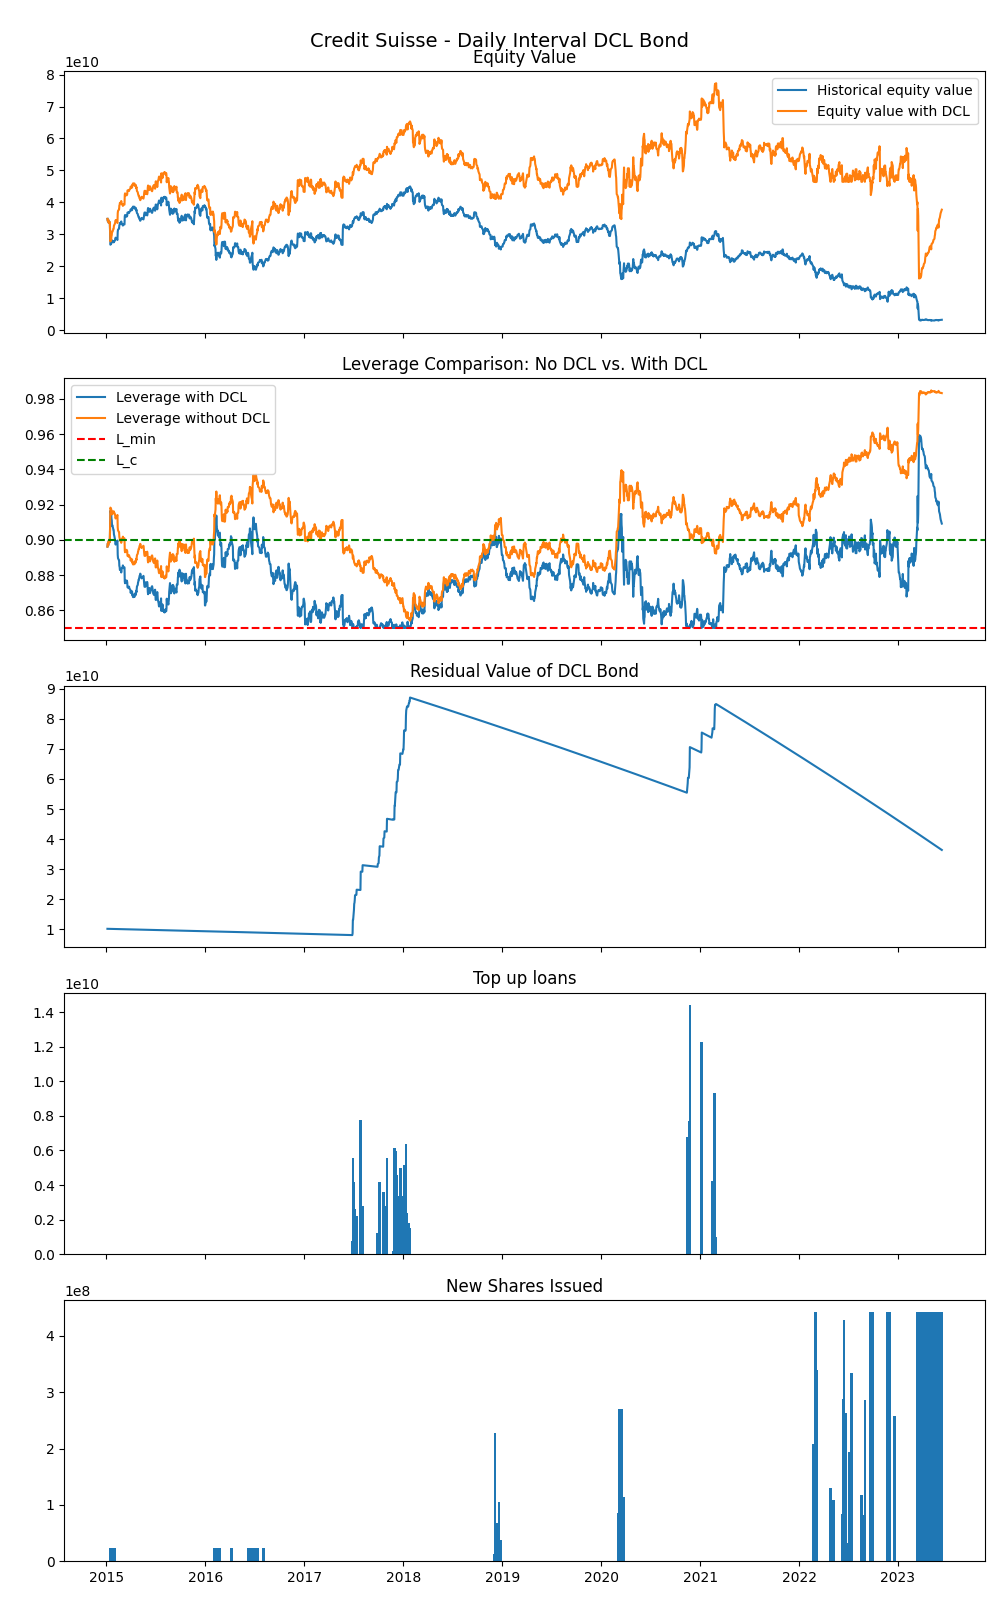 Credit Suisse - Daily Interval DCL Bond
Equity Value
1e10
8
7
6
5
4
3
2
1
0
Historical equity value
Equity value with DCL
Leverage Comparison: No DCL vs. With DCL
0.98
0.96
0.94
0.92
0.90
0.88
0.86
Leverage with DCL
Leverage without DCL
L_min
L_c
Residual Value of DCL Bond
1e10
9
8
7
6
5
4
3
2
1
Top up loans
1e10
1.4
1.2
1.0
0.8
0.6
0.4
0.2
0.0
New Shares Issued
1e8
4
3
2
1
0
2015 2016 2017 2018 2019 2020 2021 2022 2023